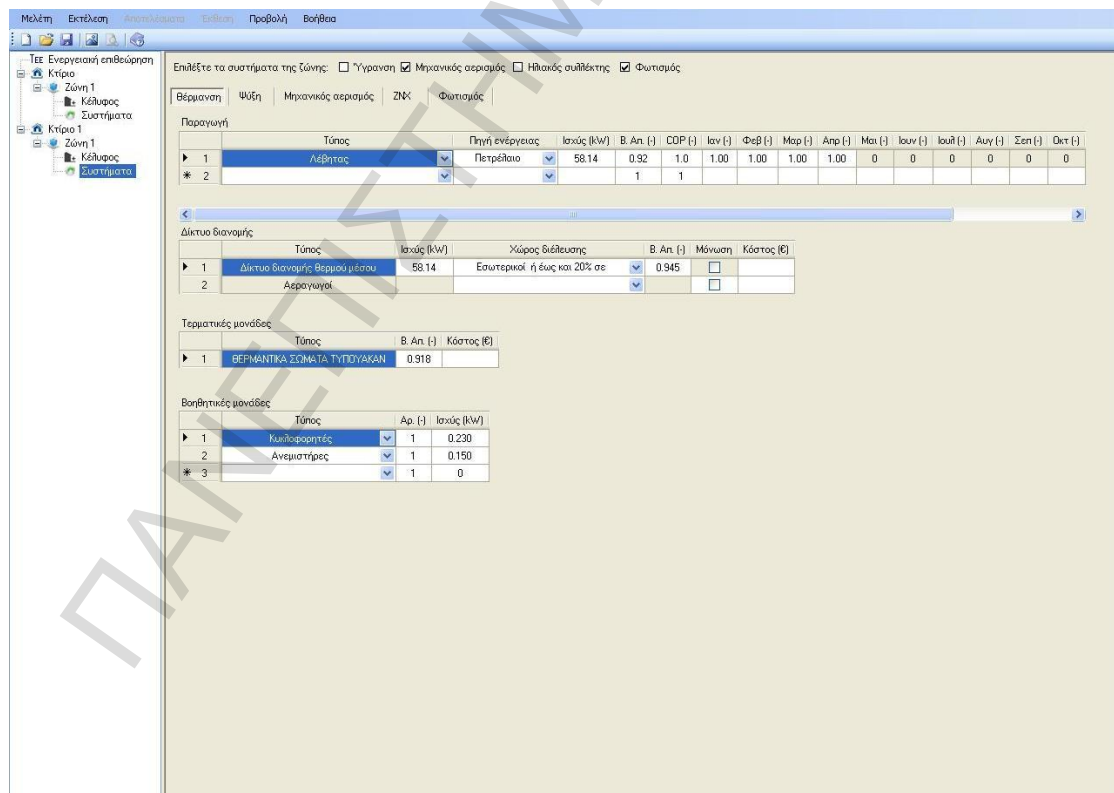 Μελέτη Εκτέλεση Αποτελέσματα Έκθεση Προβολή Βοήθεια
ΤΕΕ Ενεργειακή επιθεώρηση
Κτίριο
Ζώνη 1
Κέλυφος
Συστήματα
Κτίριο 1
Ζώνη 1
Κέλυφος
Συστήματα
Επιλέξτε τα συστήματα της ζώνης: Ύγρανση Μηχανικός αερισμός Ηλιακός συλλέκτης Φωτισμός
Θέρμανση Ψύξη Μηχανικός αερισμός ΖΝΧ Φωτισμός
Παραγωγή
Τύπος Πηγή ενέργειας Ισχύς (kW) Β. Απ. (-) COP (-) Ιαν (-) Φεβ (-) Μαρ (-) Απρ (-) Μαι (-) Ιουν (-) Ιουλ (-) Αυγ (-) Σεπ (-) Οκτ (-)
1 Λέβητας Πετρέλαιο 58.14 0.92 1.0 1.00 1.00 1.00 1.00 0 0 0 0 0 0
* 2 1 1
Δίκτυο διανομής
Τύπος Ισχύς (kW) Χώρος διέλευσης Β. Απ. (-) Μόνωση Κόστος (€)
1 Δίκτυο διανομής θερμού μέσου 58.14 Εσωτερικοί ή έως και 20% σε 0.945
2 Αεραγωγοί
Τερματικές μονάδες
Τύπος Β. Απ. (-) Κόστος (€)
1 ΘΕΡΜΑΝΤΙΚΑ ΣΩΜΑΤΑ ΤΥΠΟΥΑΚΑΝ 0.918
Βοηθητικές μονάδες
Τύπος Αρ. (-) Ισχύς (kW)
1 Κυκλοφορητές 1 0.230
2 Ανεμιστήρες 1 0.150
* 3 1 0
ΠΑΝΕΠΙΣΤΗΜ